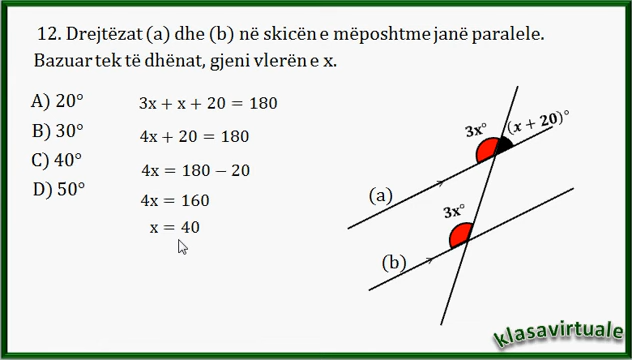 12. Drejtëzat (a) dhe (b) në skicën e mëposhtme janë paralele.
Bazuar tek të dhënat, gjeni vlerën e x.
A) 20°
B) 30°
C) 40°
D) 50°
3x + x + 20 = 180
4x + 20 = 180
4x = 180 − 20
4x = 160
x = 40
3x°
(x + 20)°
(a)
3x°
(b)
klasavirtuale